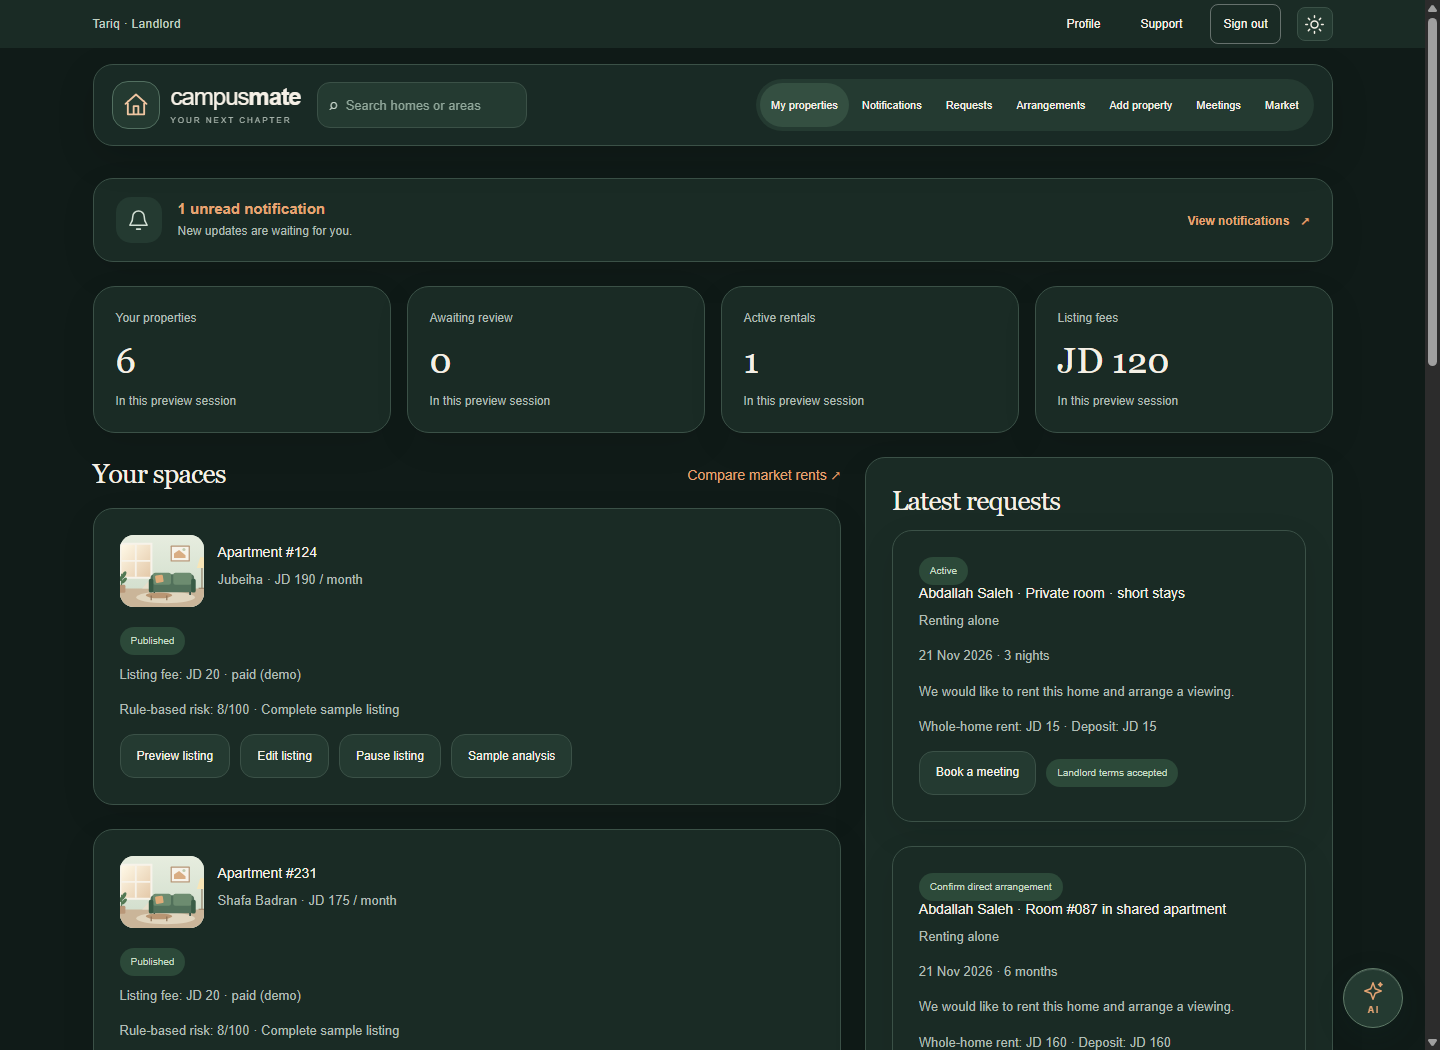 Tariq · Landlord
Profile
Support
Sign out
campusmate
YOUR NEXT CHAPTER
Search homes or areas
My properties
Notifications
Requests
Arrangements
Add property
Meetings
Market
1 unread notification
New updates are waiting for you.
View notifications ↗
Your properties
6
In this preview session
Awaiting review
0
In this preview session
Active rentals
1
In this preview session
Listing fees
JD 120
In this preview session
Your spaces
Compare market rents ↗
Apartment #124
Jubeiha · JD 190 / month
Published
Listing fee: JD 20 · paid (demo)
Rule-based risk: 8/100 · Complete sample listing
Preview listing
Edit listing
Pause listing
Sample analysis
Apartment #231
Shafa Badran · JD 175 / month
Published
Listing fee: JD 20 · paid (demo)
Rule-based risk: 8/100 · Complete sample listing
Latest requests
Active
Abdallah Saleh · Private room · short stays
Renting alone
21 Nov 2026 · 3 nights
We would like to rent this home and arrange a viewing.
Whole-home rent: JD 15 · Deposit: JD 15
Book a meeting
Landlord terms accepted
Confirm direct arrangement
Abdallah Saleh · Room #087 in shared apartment
Renting alone
21 Nov 2026 · 6 months
We would like to rent this home and arrange a viewing.
Whole-home rent: JD 160 · Deposit: JD 160
AI